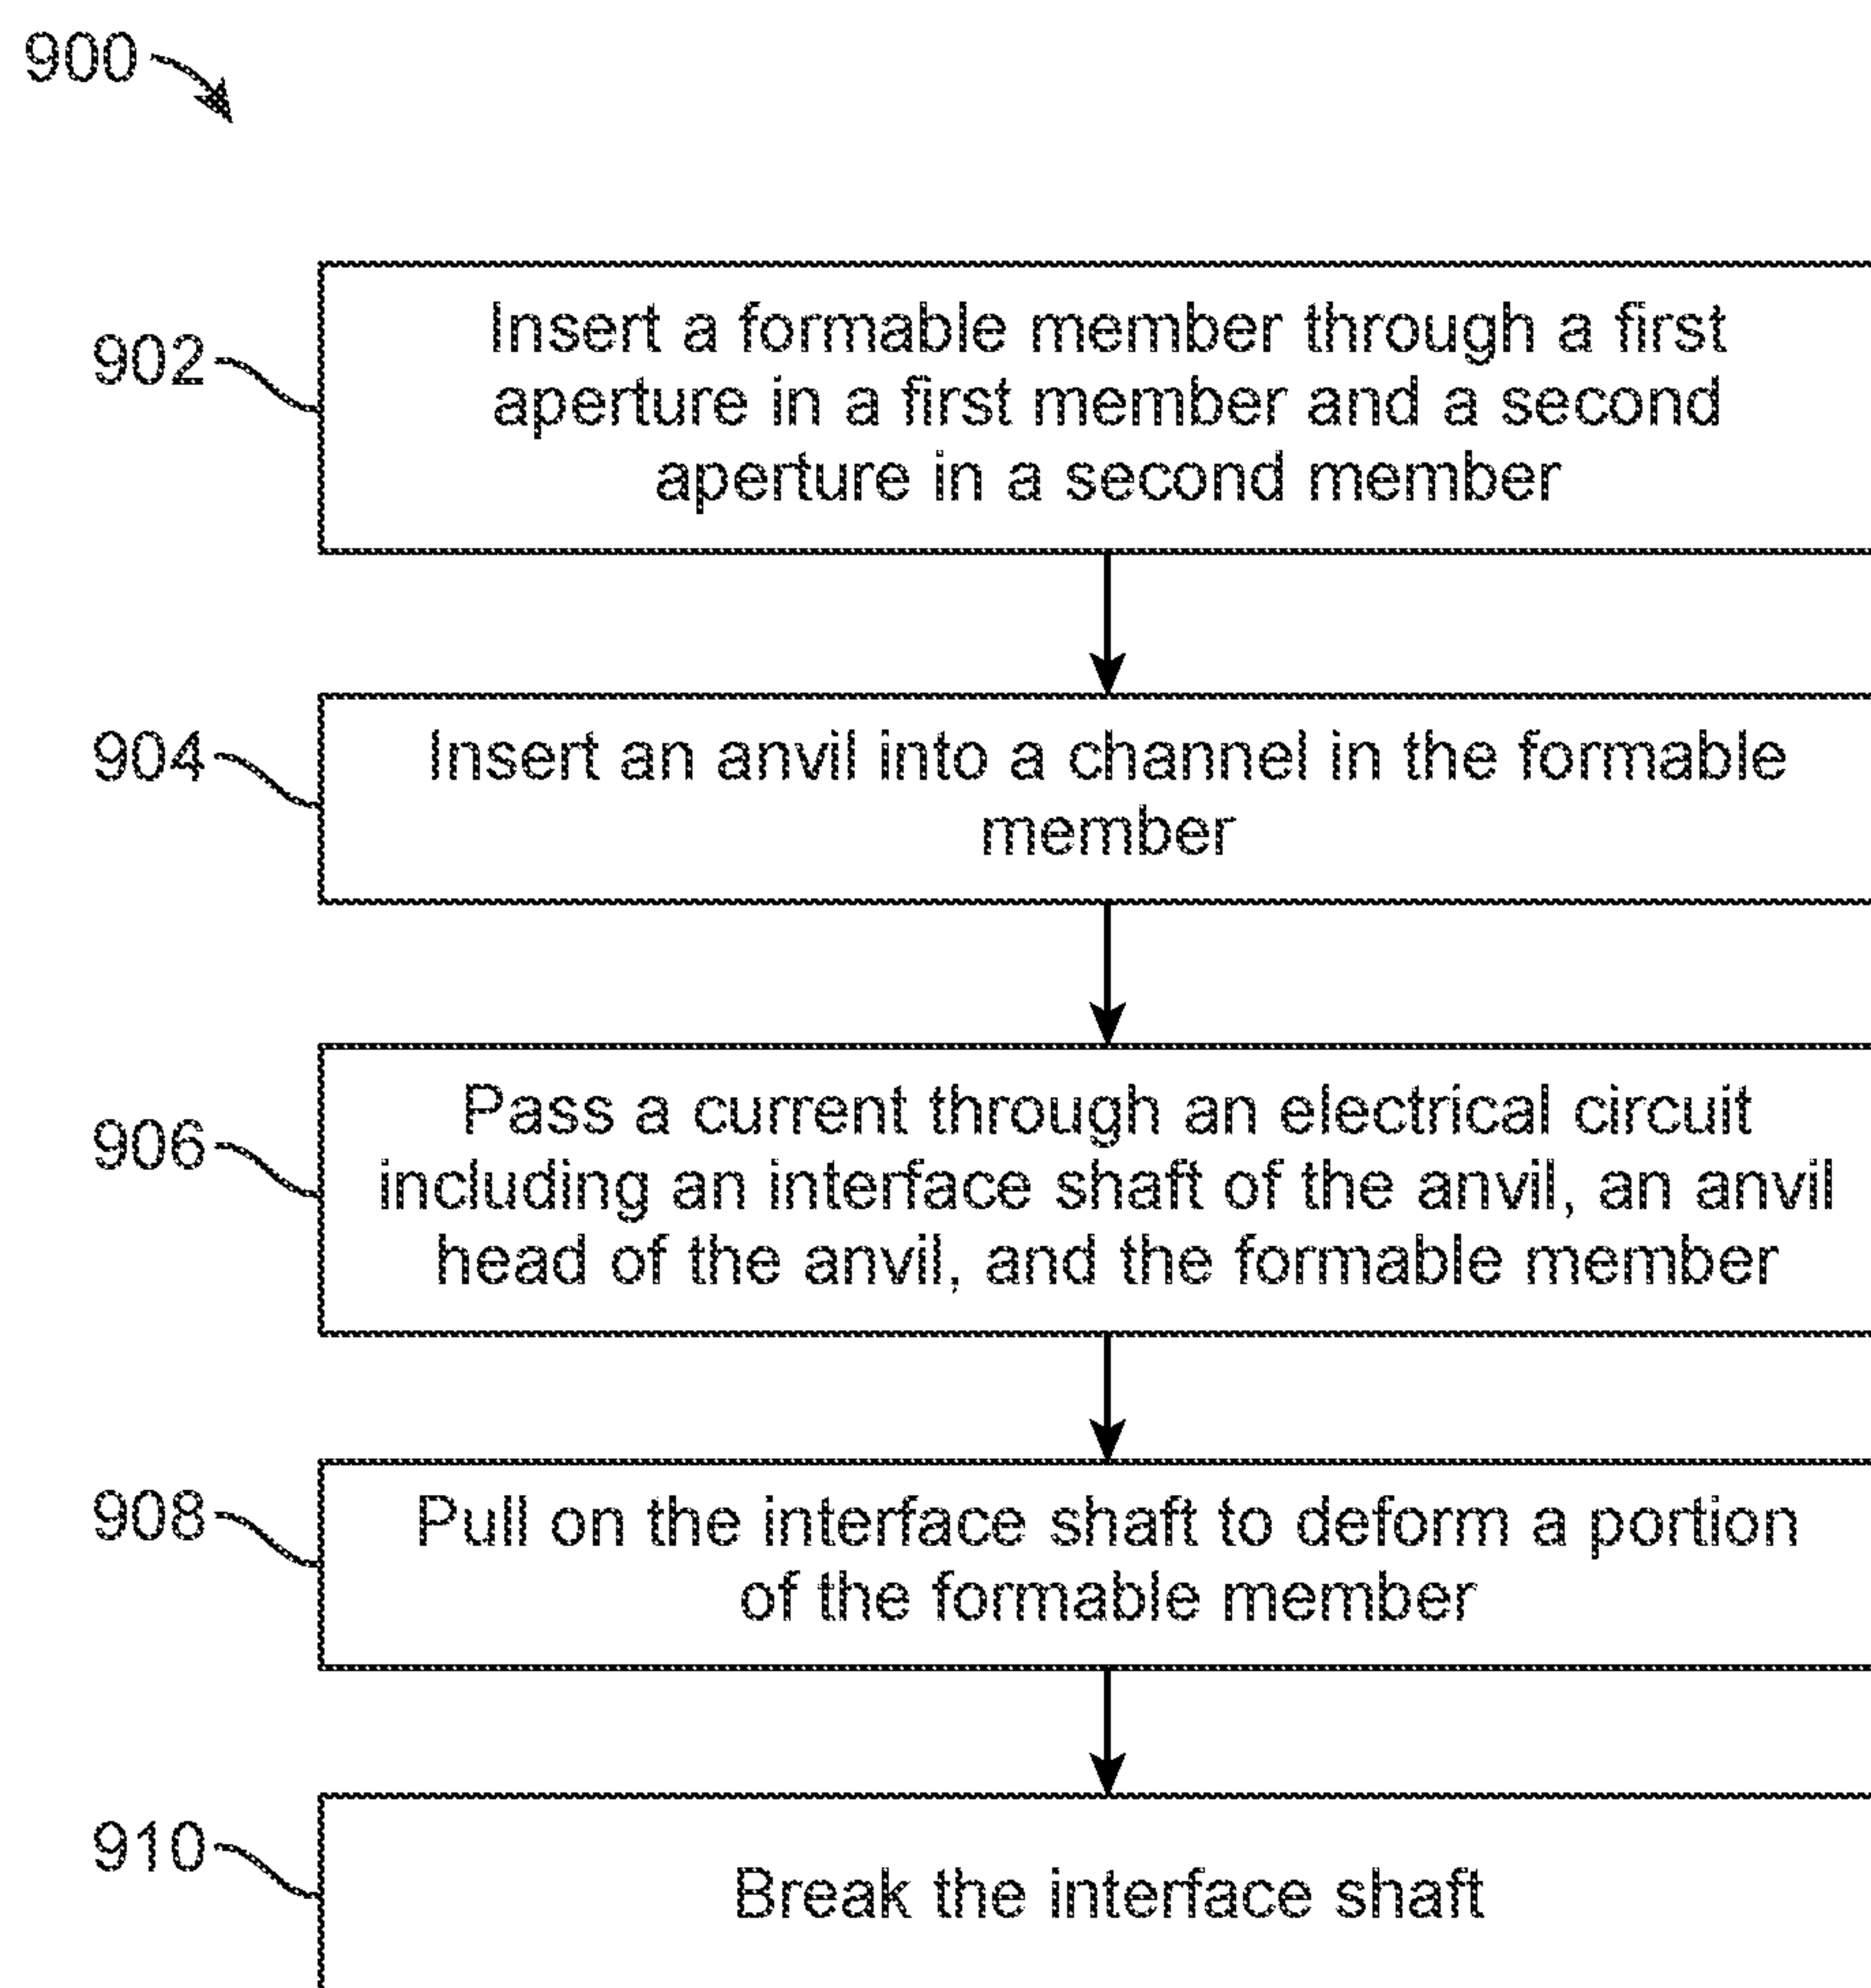 900
902
Insert a formable member through a first
aperture in a first member and a second
aperture in a second member
904
Insert an anvil into a channel in the formable
member
906
Pass a current through an electrical circuit
including an interface shaft of the anvil, an anvil
head of the anvil, and the formable member
908
Pull on the interface shaft to deform a portion
of the formable member
910
Break the interface shaft